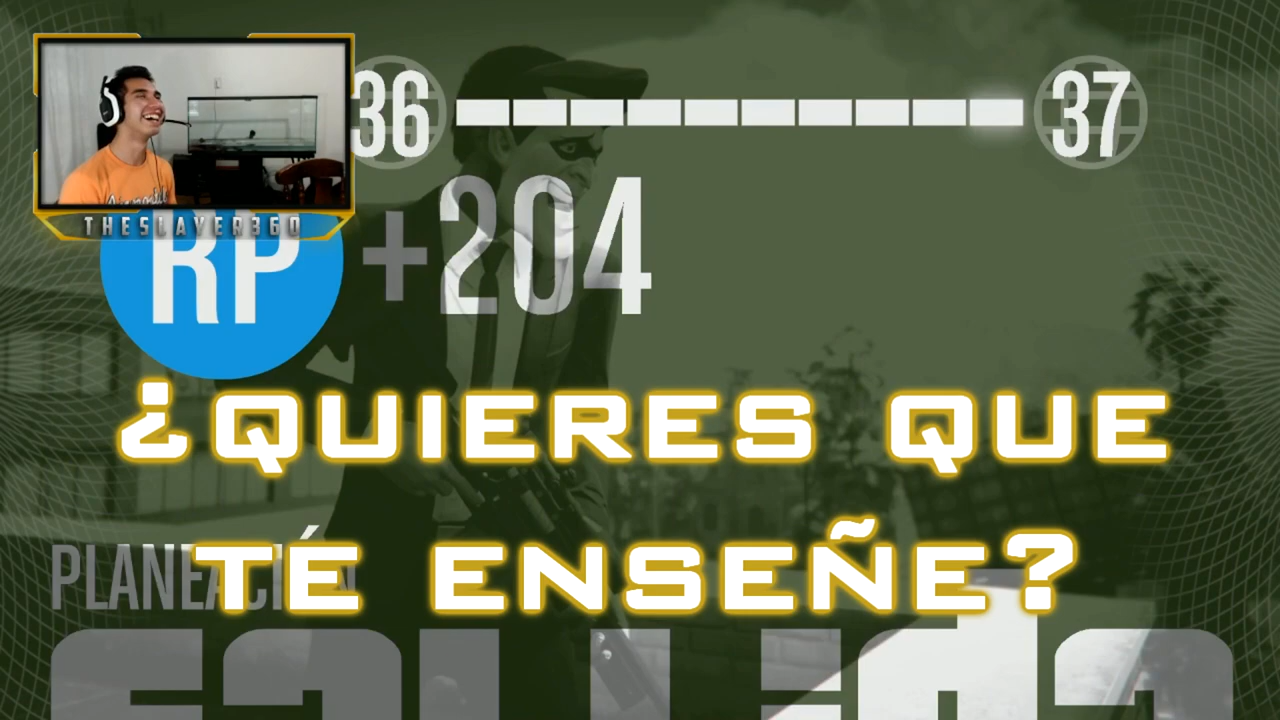 36 37
THESLAYER360
RP +204
¿QUIERES QUE
TÉ ENSEÑE?
PLANEACIÓN